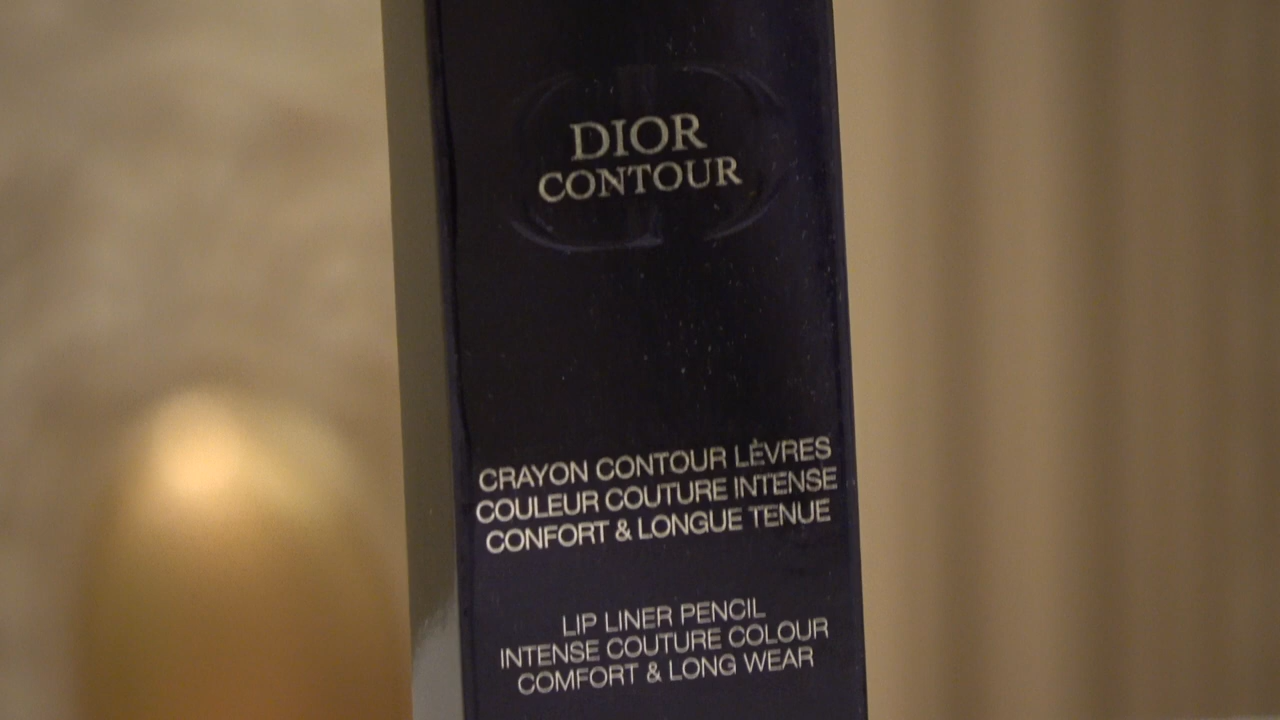 DIOR
CONTOUR
CRAYON CONTOUR LÈVRES
COULEUR COUTURE INTENSE
CONFORT & LONGUE TENUE
LIP LINER PENCIL
INTENSE COUTURE COLOUR
COMFORT & LONG WEAR